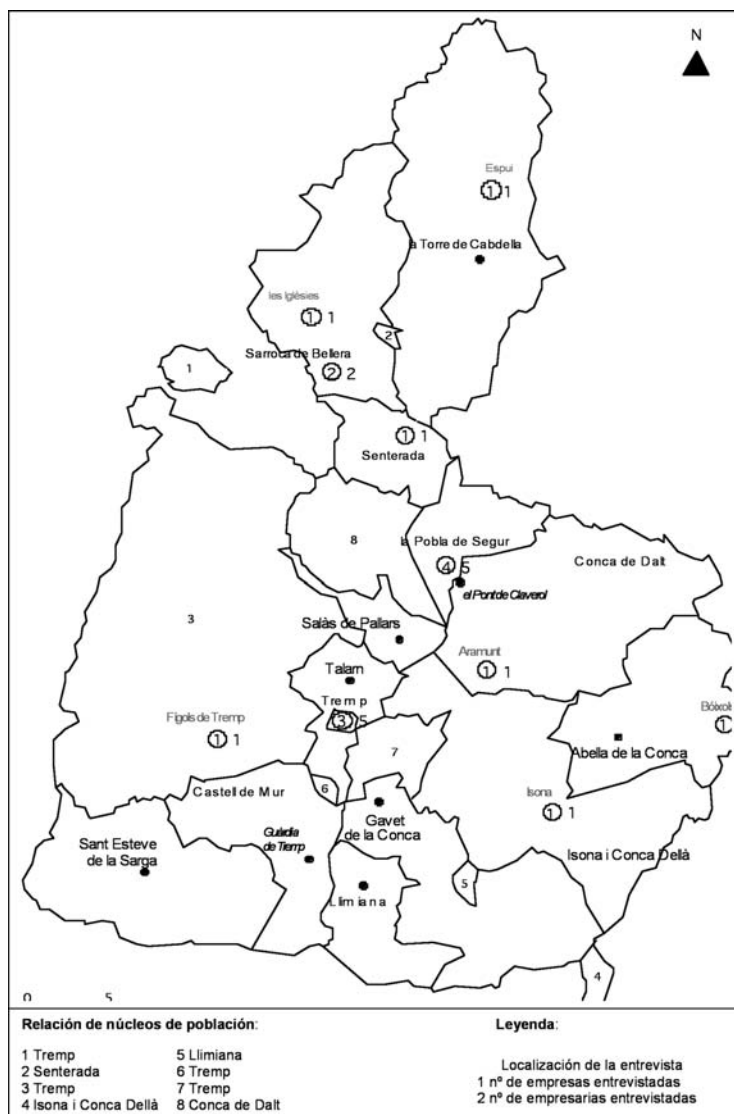 N
Espui
1 1
la Torre de Cabdella
les Iglésies
1 1
2
Sarroca de Bellera
1
2 2
1 1
Senterada
8
la Pobla de Segur
Conca de Dalt
4 5
el Pont de Claverol
3
Salàs de Pallars
Aramunt
1 1
Talarn
Tremp
3 5
Fígols de Tremp
1 1
7
Bóixols
1
Abella de la Conca
6
Castell de Mur
Isona
1 1
Gavet
de la Conca
Sant Esteve
de la Sarga
Guàrdia
de Tremp
Isona i Conca Dellà
5
Llimiana
4
0 5
Relación de núcleos de población:
1 Tremp
2 Senterada
3 Tremp
4 Isona i Conca Dellà
5 Llimiana
6 Tremp
7 Tremp
8 Conca de Dalt
Leyenda:
Localización de la entrevista
1 nº de empresas entrevistadas
2 nº de empresarias entrevistadas